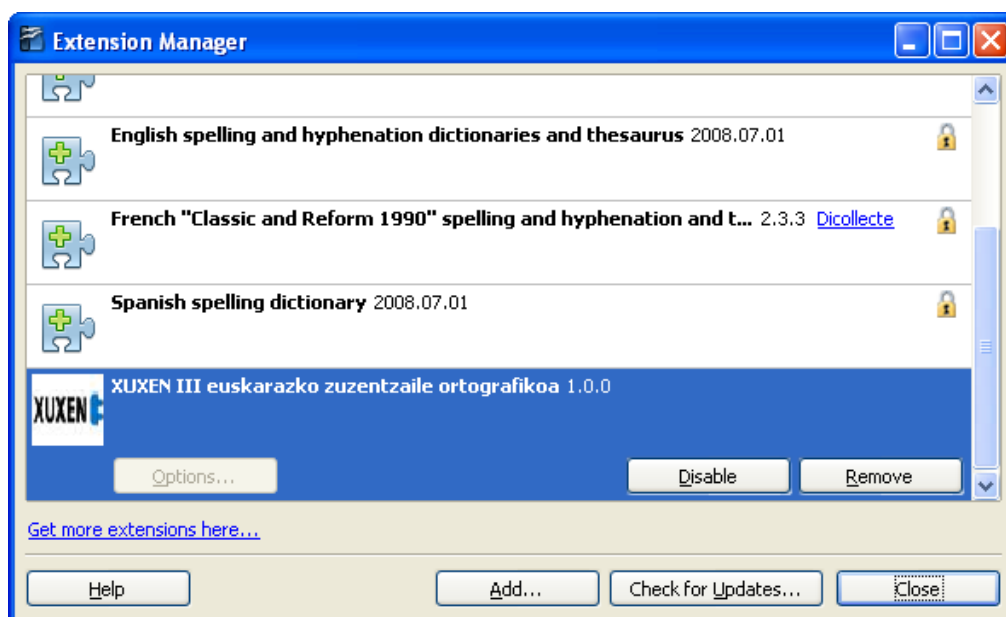 Extension Manager
English spelling and hyphenation dictionaries and thesaurus 2008.07.01
French "Classic and Reform 1990" spelling and hyphenation and t... 2.3.3 Dicollecte
Spanish spelling dictionary 2008.07.01
XUXEN III euskarazko zuzentzaile ortografikoa 1.0.0
XUXEN
Options... Disable Remove
Get more extensions here...
Help Add... Check for Updates... Close